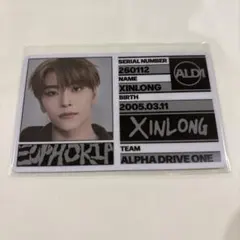 SERIAL NUMBER
260112
ALD1
NAME
XINLONG
BIRTH
2005.03.11
XINLONG
EUPHORIA
TEAM
ALPHA DRIVE ONE